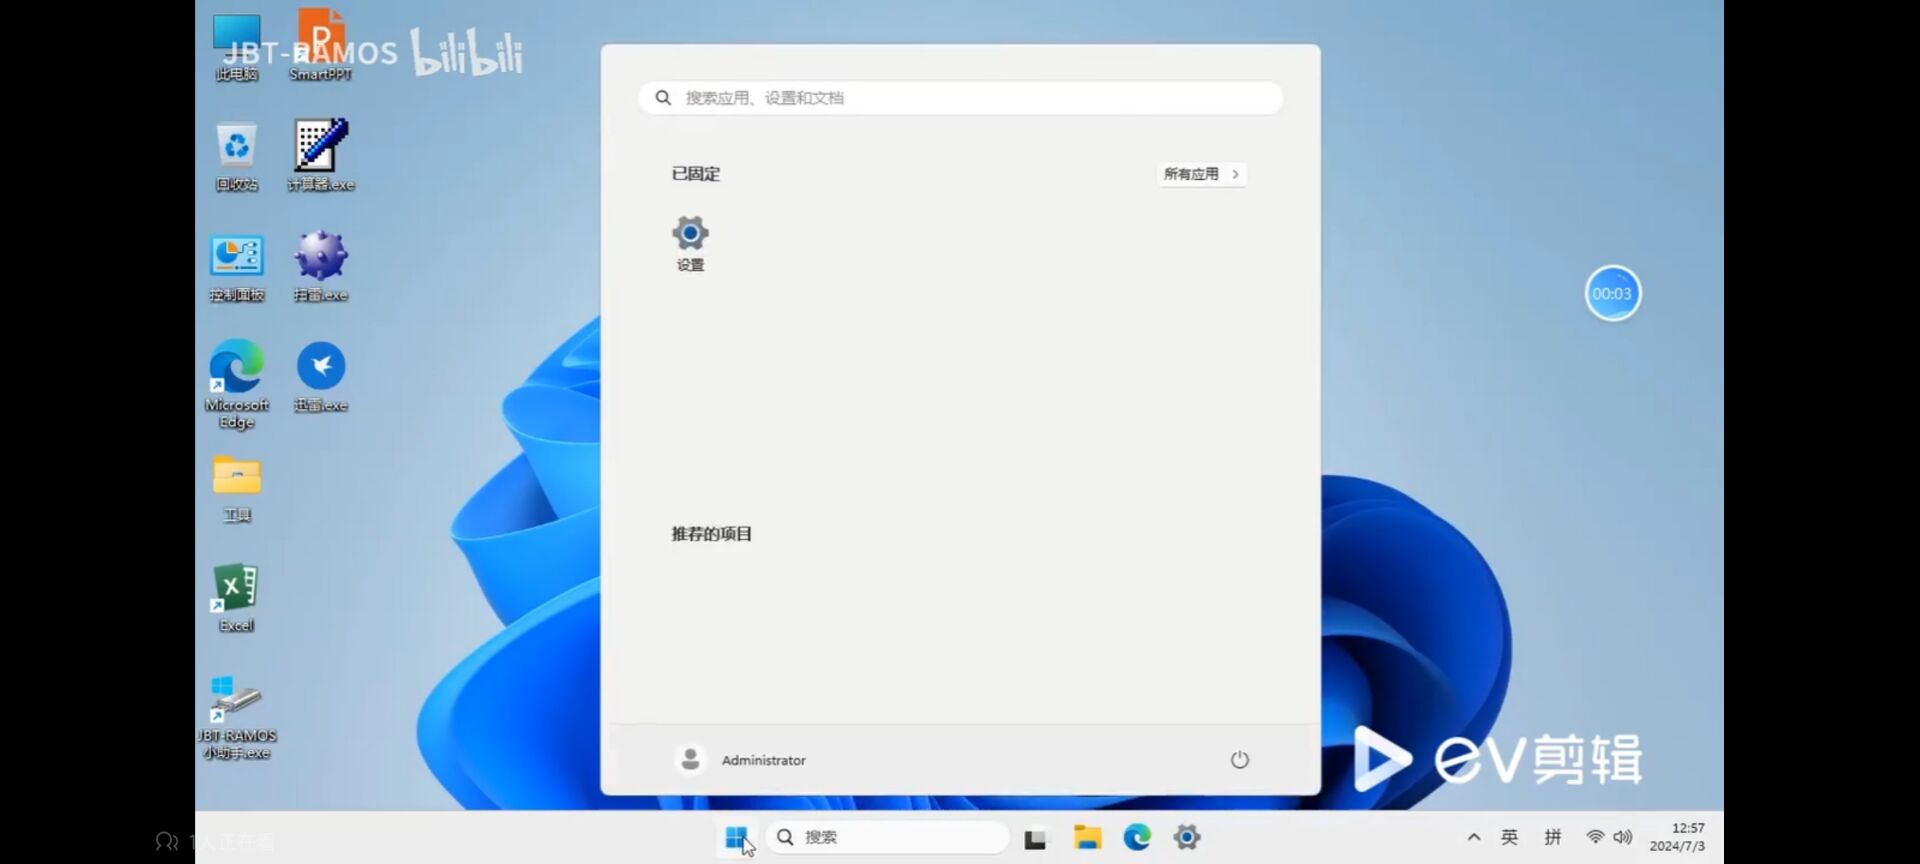 JBT-RAMOS bilibili
此电脑
SmartPPT
回收站
计算器.exe
控制面板
扫雷.exe
Microsoft
Edge
迅雷.exe
工具
Excel
JBT-RAMOS
小助手.exe
搜索应用、设置和文档
已固定
所有应用
设置
推荐的项目
Administrator
00:03
ev剪辑
1人正在看
搜索
英
拼
12:57
2024/7/3